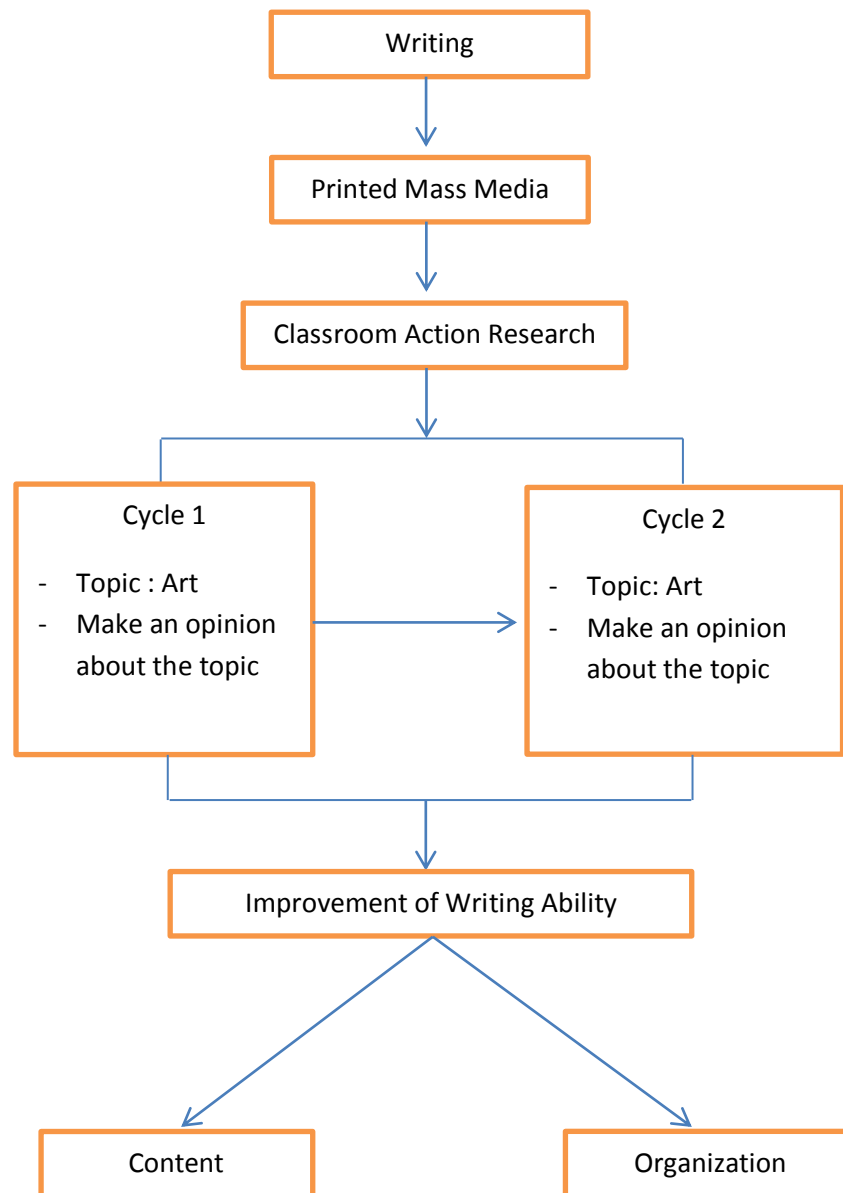 Writing
Printed Mass Media
Classroom Action Research
Cycle 1
- Topic : Art
- Make an opinion
about the topic
Cycle 2
- Topic: Art
- Make an opinion
about the topic
Improvement of Writing Ability
Content
Organization